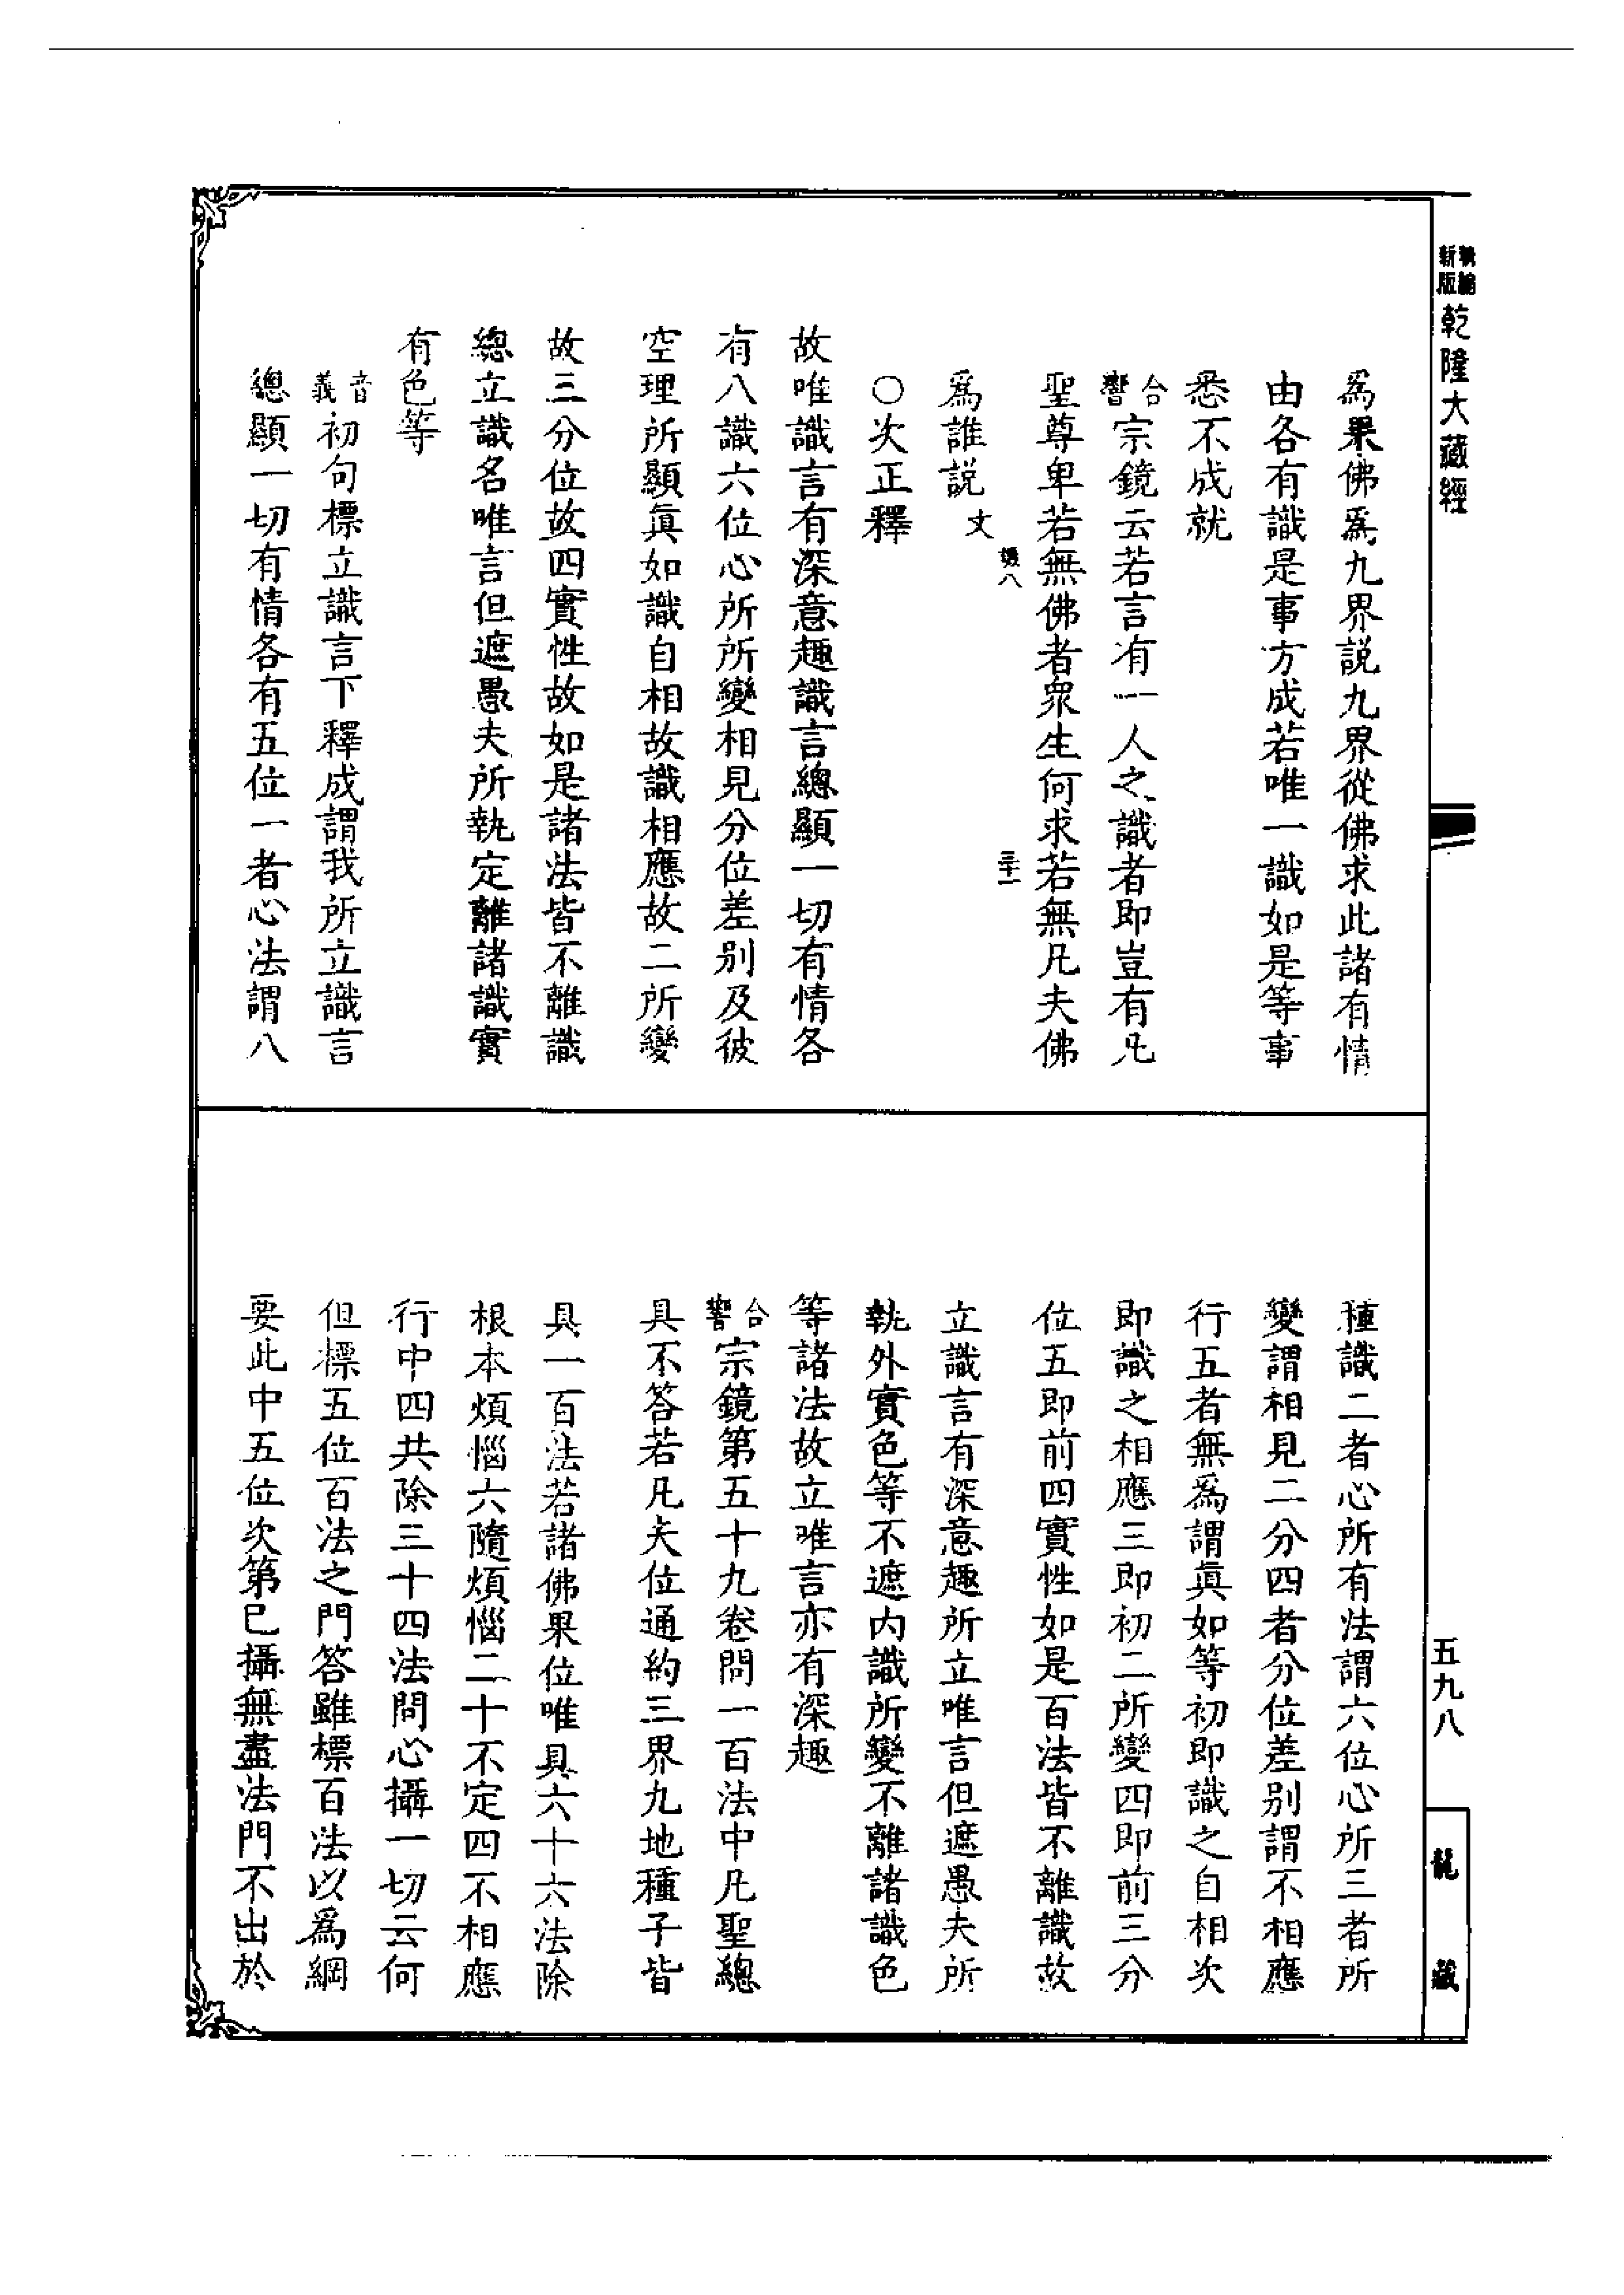 新編
新版
乾隆大藏經
為果佛為九界説九界從佛求此諸有情
由各有識是事方成若唯一識如是等事
悉不成就
合響宗鏡云若言有一人之識者即豈有凡
聖尊卑若無佛者衆生何求若無凡夫佛
為誰説文
○次正釋
故唯識言有深意趣識言總顯一切有情各
有八識六位心所所變相見分位差别及彼
空理所顯眞如識自相故識相應故二所變
故三分位故四實性故如是諸法皆不離識
總立識名唯言但遮愚夫所執定離諸識實
有色等
音義初句標立識言下釋成謂我所立識言
總顯一切有情各有五位一者心法謂八
種識二者心所有法謂六位心所三者所
變謂相見二分四者分位差别謂不相應
行五者無為謂眞如等初即識之自相次
即識之相應三即初二所變四即前三分
位五即前四實性如是百法皆不離識故
立識言有深意趣所立唯言但遮愚夫所
執外實色等不遮内識所變不離諸識色
等諸法故立唯言亦有深趣
合響宗鏡第五十九卷問一百法中凡聖總
具不答若凡夫位通約三界九地種子皆
具一百法若諸佛果位唯具六十六法除
根本煩惱六隨煩惱二十不定四不相應
行中四共除三十四法問心攝一切云何
但標五位百法之門答雖標百法以為綱
要此中五位次第已攝無盡法門不出於
五九八
龍藏